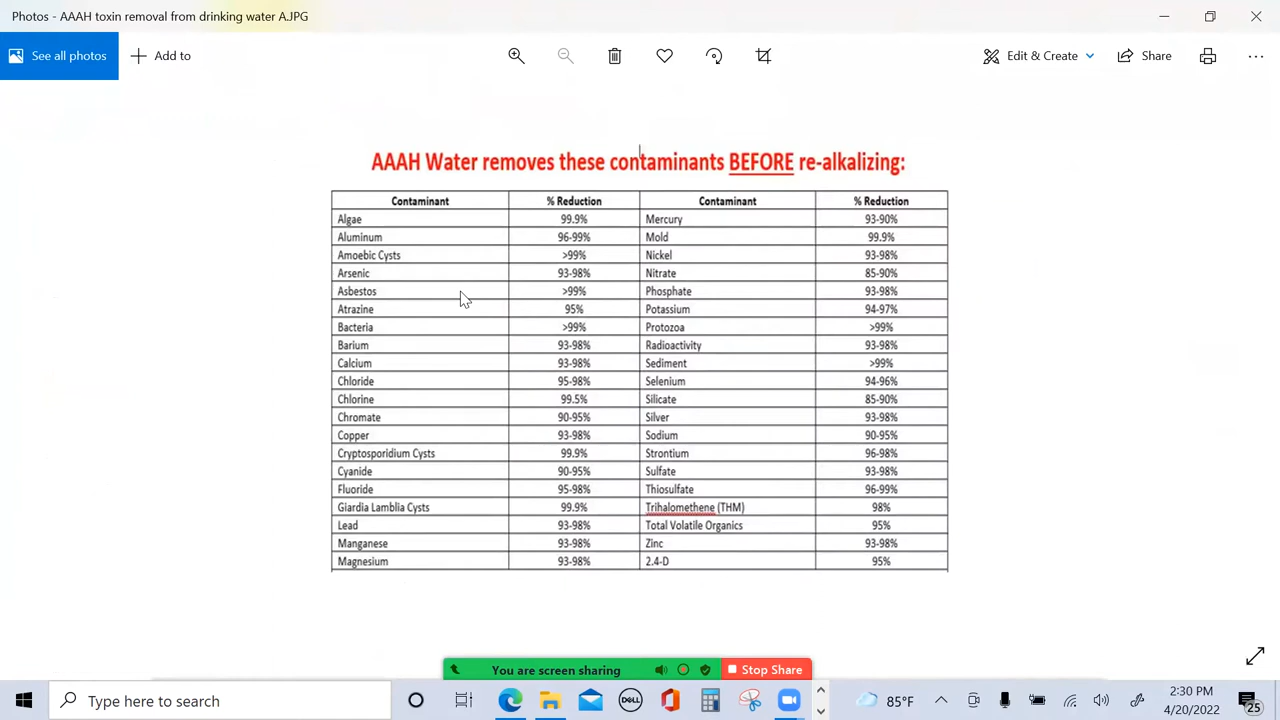 Photos - AAAH toxin removal from drinking water A.JPG
See all photos
Add to
Edit & Create
Share
AAAH Water removes these contaminants BEFORE re-alkalizing:
Contaminant % Reduction Contaminant % Reduction
Algae 99.9% Mercury 93-90%
Aluminum 96-99% Mold 99.9%
Amoebic Cysts >99% Nickel 93-98%
Arsenic 93-98% Nitrate 85-90%
Asbestos >99% Phosphate 93-98%
Atrazine 95% Potassium 94-97%
Bacteria >99% Protozoa >99%
Barium 93-98% Radioactivity 93-98%
Calcium 93-98% Sediment >99%
Chloride 95-98% Selenium 94-96%
Chlorine 99.5% Silicate 85-90%
Chromate 90-95% Silver 93-98%
Copper 93-98% Sodium 90-95%
Cryptosporidium Cysts 99.9% Strontium 96-98%
Cyanide 90-95% Sulfate 93-98%
Fluoride 95-98% Thiosulfate 96-99%
Giardia Lamblia Cysts 99.9% Trihalomethene (THM) 98%
Lead 93-98% Total Volatile Organics 95%
Manganese 93-98% Zinc 93-98%
Magnesium 93-98% 2.4-D 95%
You are screen sharing
Stop Share
Type here to search
DELL
85°F
2:30 PM
4/20/2022
25